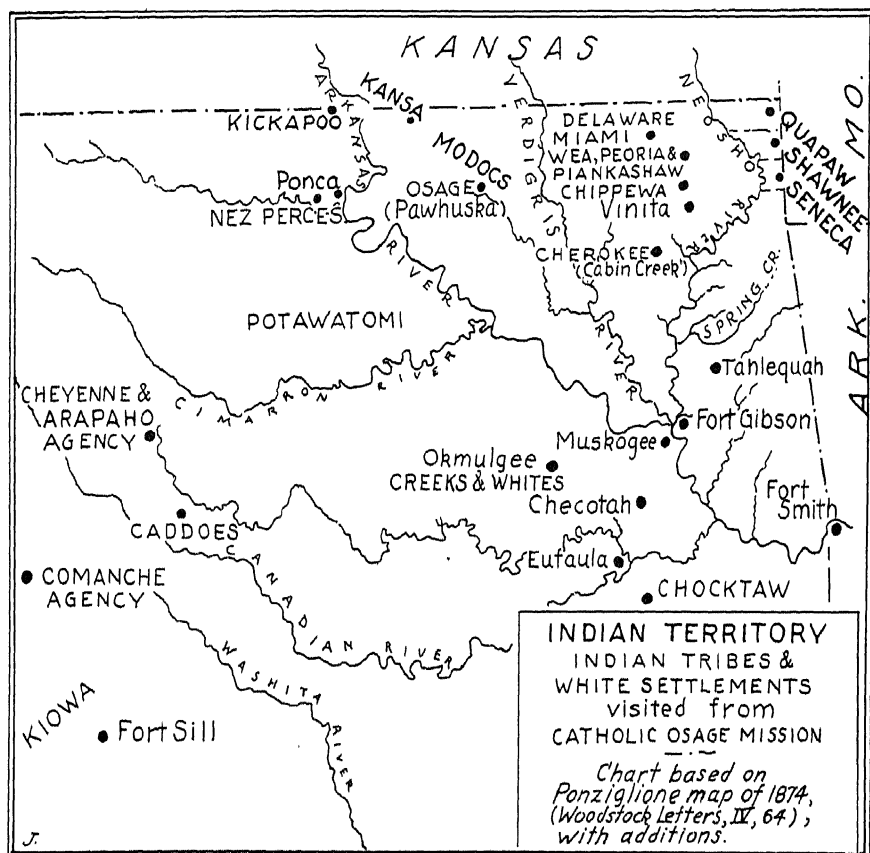 KANSAS
ARKANSAS
RIVER
KANSA
VERDIGRIS
RIVER
NEOSHO
RIVER
MO.
ARK.
KICKAPOO
MODOCS
DELAWARE
MIAMI
WEA, PEORIA &
PIANKASHAW
CHIPPEWA
Vinita
QUAPAW
SHAWNEE
SENECA
Ponca
NEZ PERCES
OSAGE
(Pawhuska)
CHEROKEE
(Cabin Creek)
SPRING CR.
POTAWATOMI
CIMARRON RIVER
Tahlequah
CHEYENNE &
ARAPAHO
AGENCY
Fort Gibson
Muskogee
Okmulgee
CREEKS & WHITES
Checotah
Fort
Smith
CADDOES
Eufaula
CANADIAN RIVER
COMANCHE
AGENCY
CHOCKTAW
WASHITA
RIVER
KIOWA
Fort Sill
INDIAN TERRITORY
INDIAN TRIBES &
WHITE SETTLEMENTS
visited from
CATHOLIC OSAGE MISSION
Chart based on
Ponziglione map of 1874,
(Woodstock Letters, IV, 64),
with additions.
J.